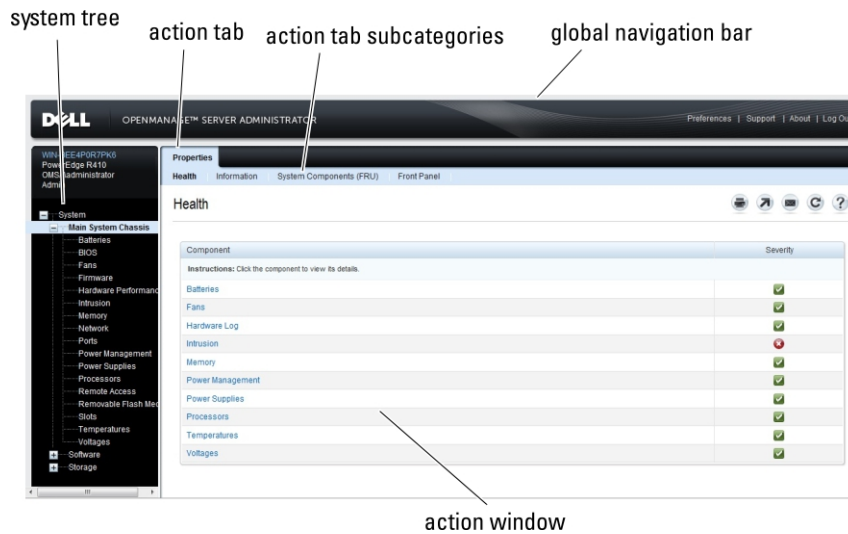 system tree
action tab
action tab subcategories
global navigation bar
DELL OPENMANAGE™ SERVER ADMINISTRATOR
Preferences | Support | About | Log Ou
PowerEdge R410
Admin
Properties
Health Information System Components (FRU) Front Panel
Health
System
Main System Chassis
Batteries
BIOS
Fans
Firmware
Hardware Performanc
Intrusion
Memory
Network
Ports
Power Management
Power Supplies
Processors
Remote Access
Removable Flash Med
Slots
Temperatures
Voltages
Software
Storage
Component Severity
Instructions: Click the component to view its details.
Batteries
Fans
Hardware Log
Intrusion
Memory
Power Management
Power Supplies
Processors
Temperatures
Voltages
action window